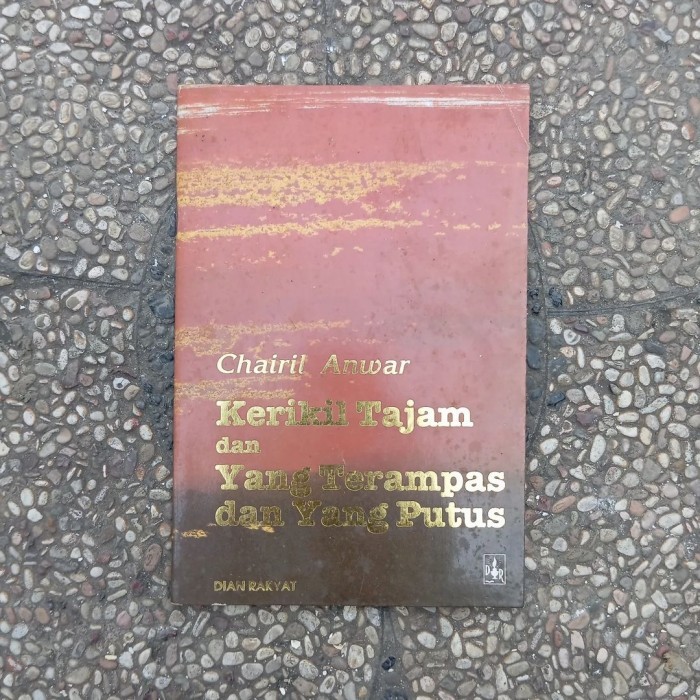 Chairil Anwar
Kerikil Tajam
dan
Yang Terampas
dan Yang Putus
DIAN RAKYAT
D R